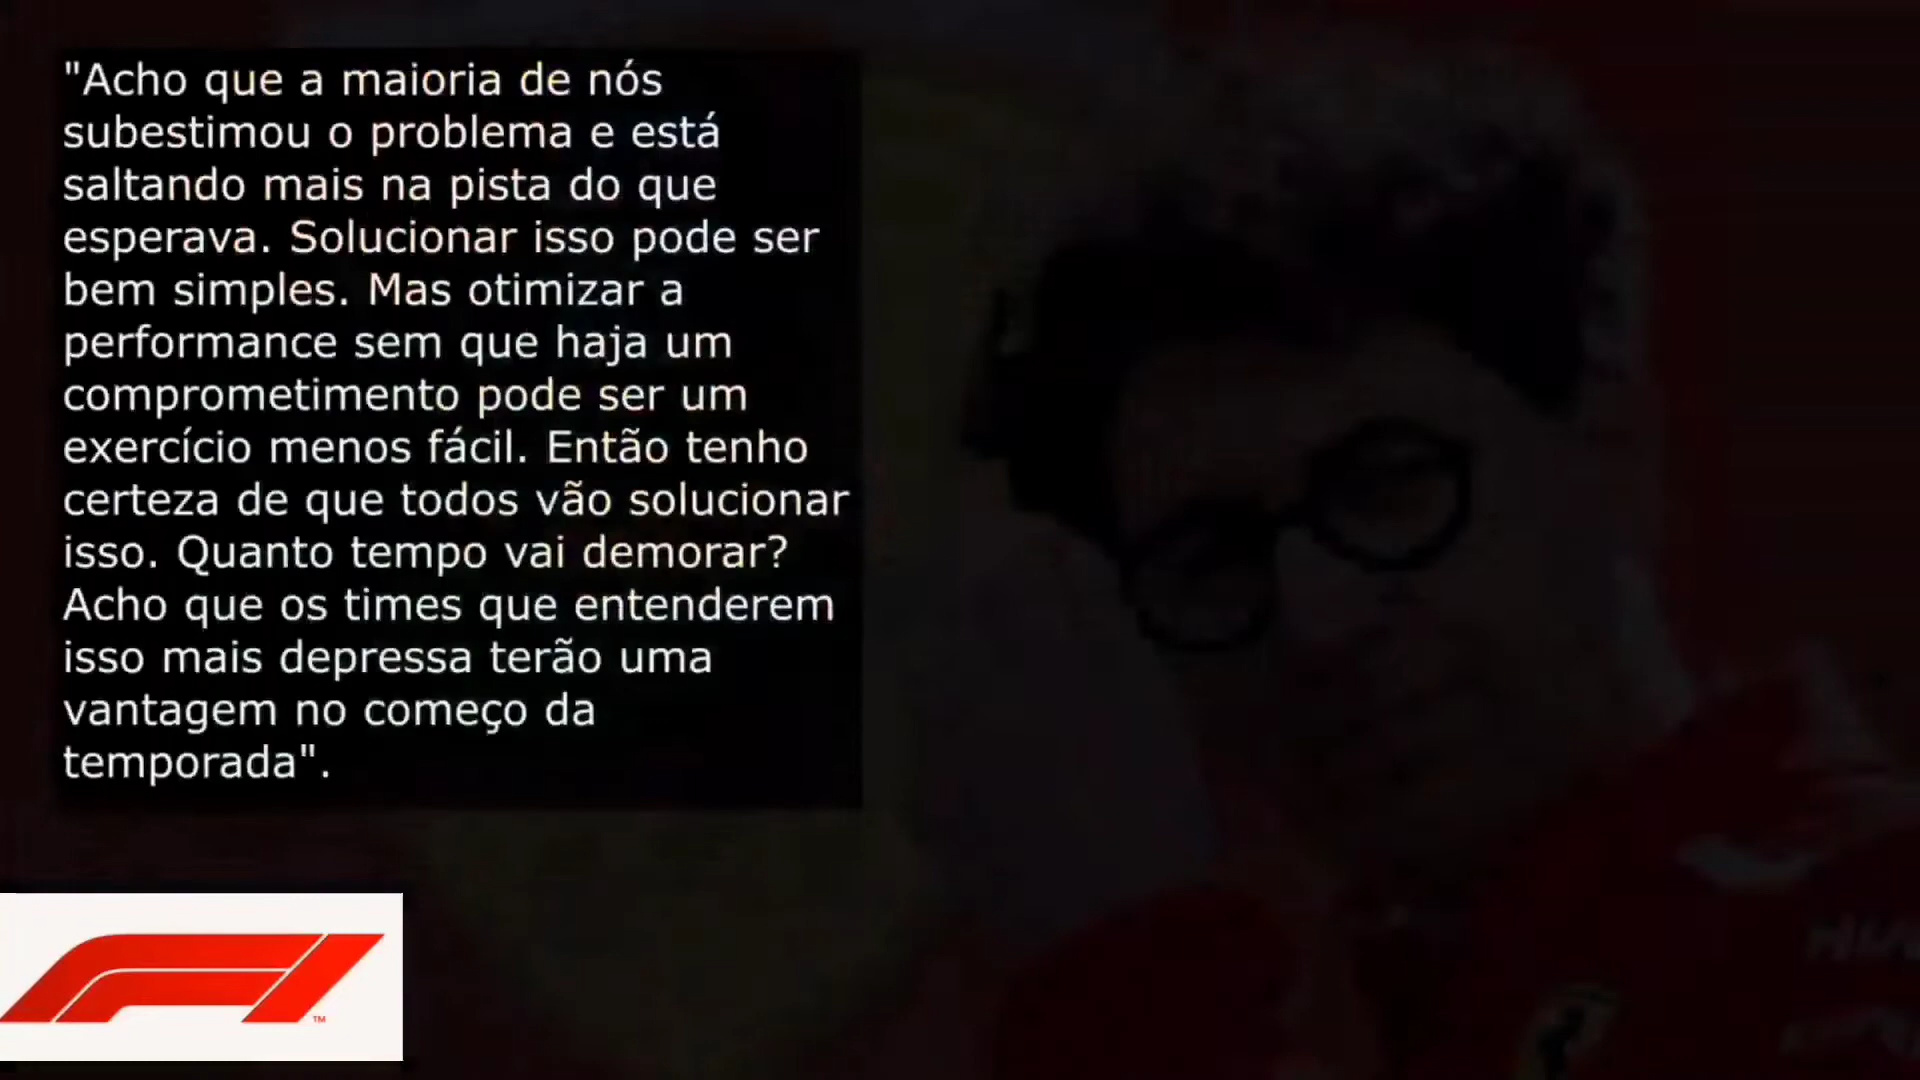 "Acho que a maioria de nós
subestimou o problema e está
saltando mais na pista do que
esperava. Solucionar isso pode ser
bem simples. Mas otimizar a
performance sem que haja um
comprometimento pode ser um
exercício menos fácil. Então tenho
certeza de que todos vão solucionar
isso. Quanto tempo vai demorar?
Acho que os times que entenderem
isso mais depressa terão uma
vantagem no começo da
temporada".
F1
TM